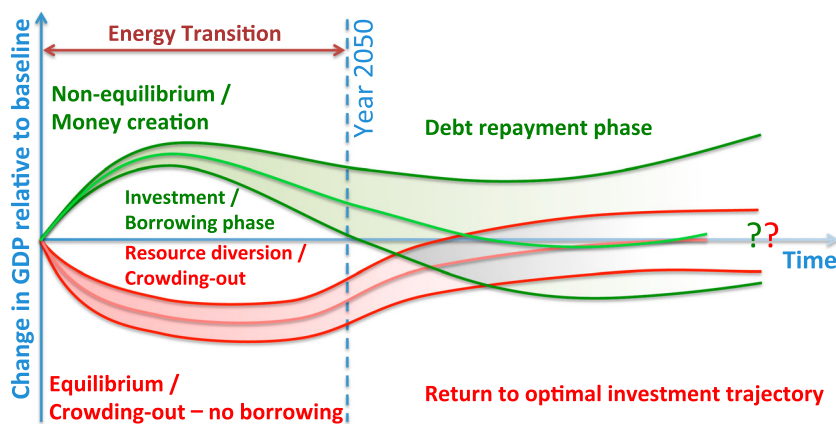 Energy Transition
Change in GDP relative to baseline
Year 2050
Non-equilibrium /
Money creation
Debt repayment phase
Investment /
Borrowing phase
Resource diversion /
Crowding-out
??
Time
Equilibrium /
Crowding-out – no borrowing
Return to optimal investment trajectory